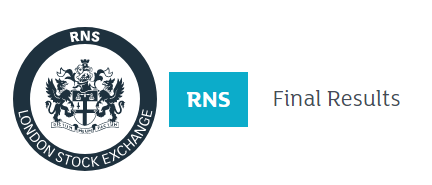 RNS
LONDON STOCK EXCHANGE
RNS
Final Results